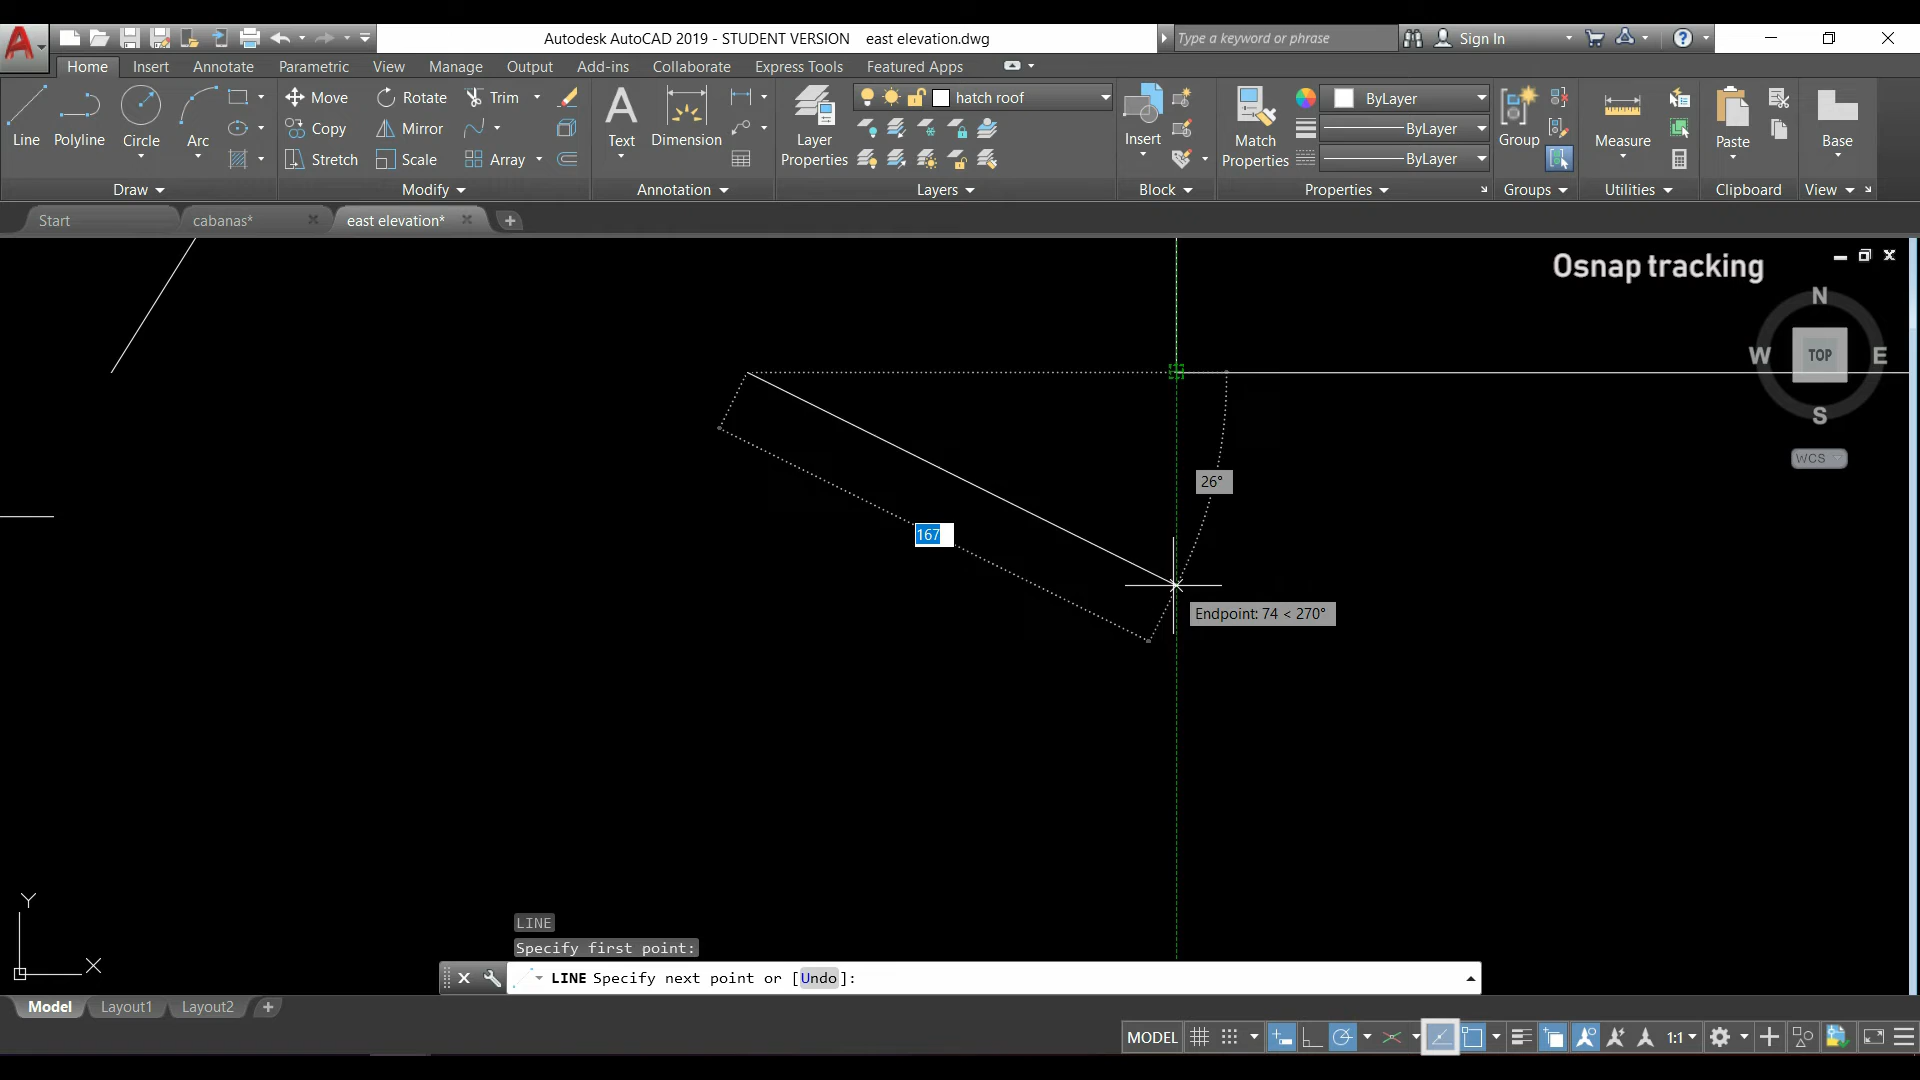 Autodesk AutoCAD 2019 - STUDENT VERSION east elevation.dwg
Type a keyword or phrase
Sign In
Home Insert Annotate Parametric View Manage Output Add-ins Collaborate Express Tools Featured Apps
Line Polyline Circle Arc
Move Rotate Trim
Copy Mirror
Stretch Scale Array
Text Dimension
Layer Properties
hatch roof
Insert
Match Properties
ByLayer
ByLayer
ByLayer
Group
Measure
Paste
Base
Draw Modify Annotation Layers Block Properties Groups Utilities Clipboard View
Start cabanas* east elevation*
Osnap tracking
N
W TOP E
S
WCS
26°
167
Endpoint: 74 < 270°
Y
X
LINE
Specify first point:
LINE Specify next point or [Undo]:
Model Layout1 Layout2
MODEL 1:1